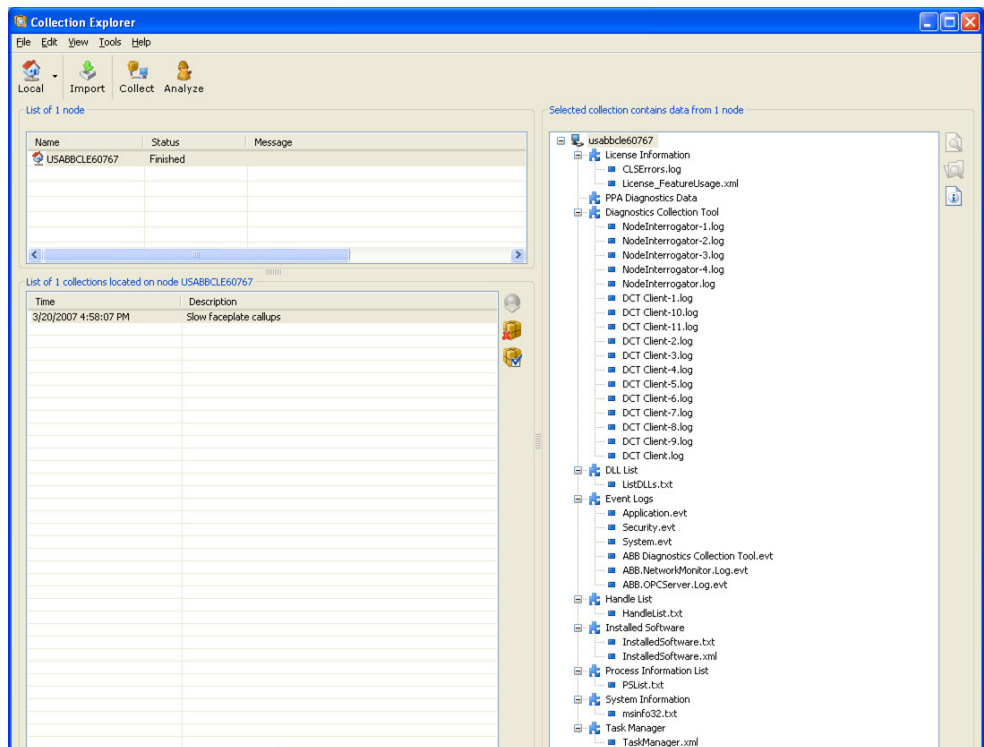 Collection Explorer
File Edit View Tools Help
Local Import Collect Analyze
List of 1 node
Name Status Message
USABBCLE60767 Finished
List of 1 collections located on node USABBCLE60767
Time Description
3/20/2007 4:58:07 PM Slow faceplate callups
Selected collection contains data from 1 node
usabbcle60767
License Information
CLSErrors.log
License_FeatureUsage.xml
PPA Diagnostics Data
Diagnostics Collection Tool
NodeInterrogator-1.log
NodeInterrogator-2.log
NodeInterrogator-3.log
NodeInterrogator-4.log
NodeInterrogator.log
DCT Client-1.log
DCT Client-10.log
DCT Client-11.log
DCT Client-2.log
DCT Client-3.log
DCT Client-4.log
DCT Client-5.log
DCT Client-6.log
DCT Client-7.log
DCT Client-8.log
DCT Client-9.log
DCT Client.log
DLL List
ListDLLs.txt
Event Logs
Application.evt
Security.evt
System.evt
ABB Diagnostics Collection Tool.evt
ABB.NetworkMonitor.Log.evt
ABB.OPCServer.Log.evt
Handle List
HandleList.txt
Installed Software
InstalledSoftware.txt
InstalledSoftware.xml
Process Information List
PSList.txt
System Information
msinfo32.txt
Task Manager
TaskManager.xml